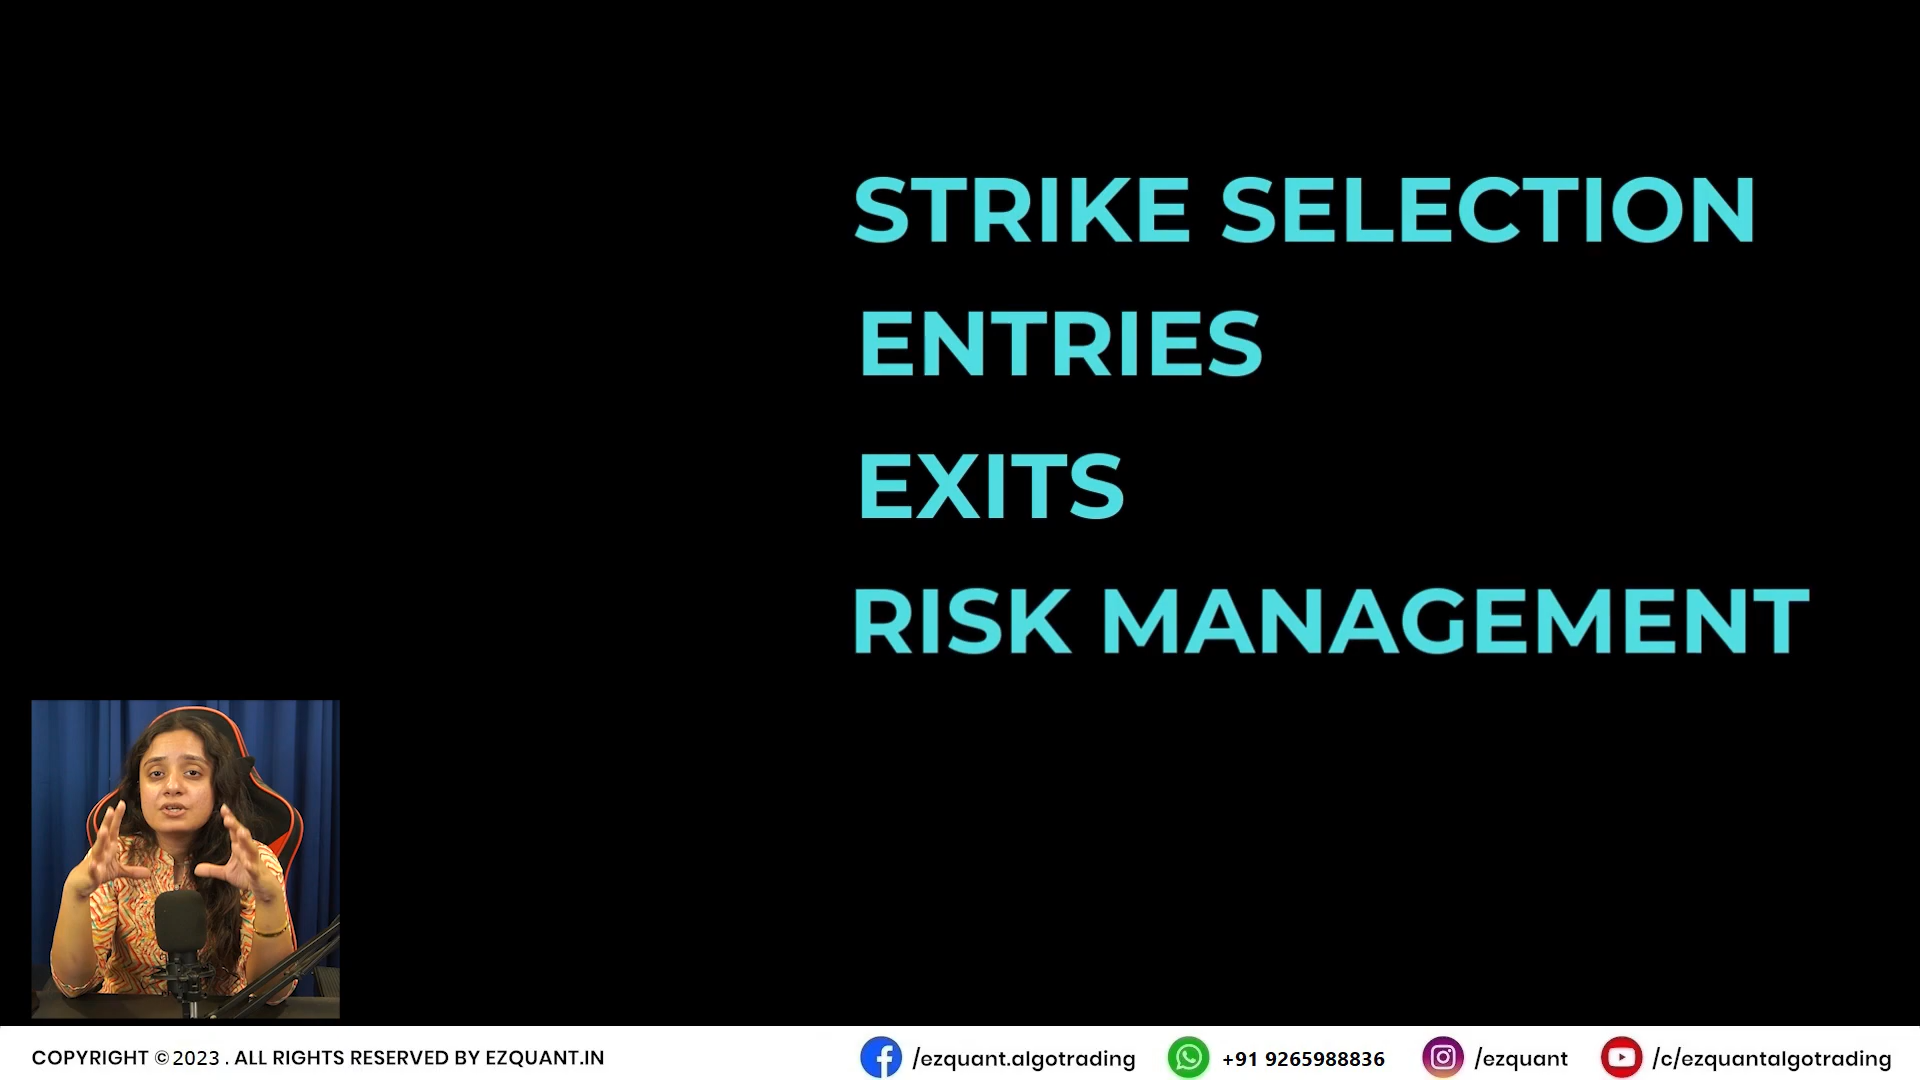 STRIKE SELECTION
ENTRIES
EXITS
RISK MANAGEMENT
COPYRIGHT © 2023 . ALL RIGHTS RESERVED BY EZQUANT.IN
/ezquant.algotrading
+91 9265988836
/ezquant
/c/ezquantalgotrading